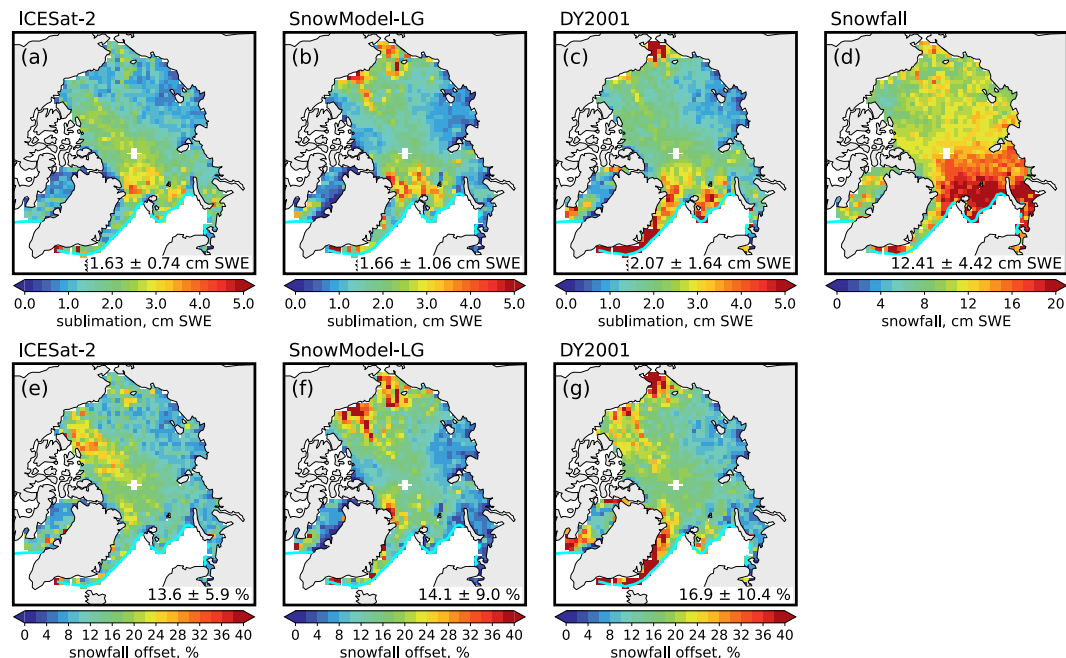 ICESat-2 SnowModel-LG DY2001 Snowfall
(a) (b) (c) (d)
1.63 ± 0.74 cm SWE 1.66 ± 1.06 cm SWE 2.07 ± 1.64 cm SWE 12.41 ± 4.42 cm SWE
0.0 1.0 2.0 3.0 4.0 5.0 0.0 1.0 2.0 3.0 4.0 5.0 0.0 1.0 2.0 3.0 4.0 5.0 0 4 8 12 16 20
sublimation, cm SWE sublimation, cm SWE sublimation, cm SWE snowfall, cm SWE
ICESat-2 SnowModel-LG DY2001
(e) (f) (g)
13.6 ± 5.9 % 14.1 ± 9.0 % 16.9 ± 10.4 %
0 4 8 12 16 20 24 28 32 36 40 0 4 8 12 16 20 24 28 32 36 40 0 4 8 12 16 20 24 28 32 36 40
snowfall offset, % snowfall offset, % snowfall offset, %